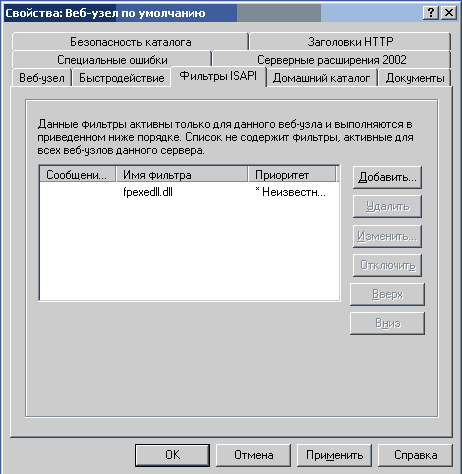 Свойства: Веб-узел по умолчанию
Безопасность каталога
Заголовки HTTP
Специальные ошибки
Серверные расширения 2002
Веб-узел
Быстродействие
Фильтры ISAPI
Домашний каталог
Документы
Данные фильтры активны только для данного веб-узла и выполняются в
приведенном ниже порядке. Список не содержит фильтры, активные для
всех веб-узлов данного сервера.
Сообщени... Имя фильтра Приоритет
fpexedll.dll * Неизвестн...
Добавить...
Удалить
Изменить...
Отключить
Вверх
Вниз
OK
Отмена
Применить
Справка